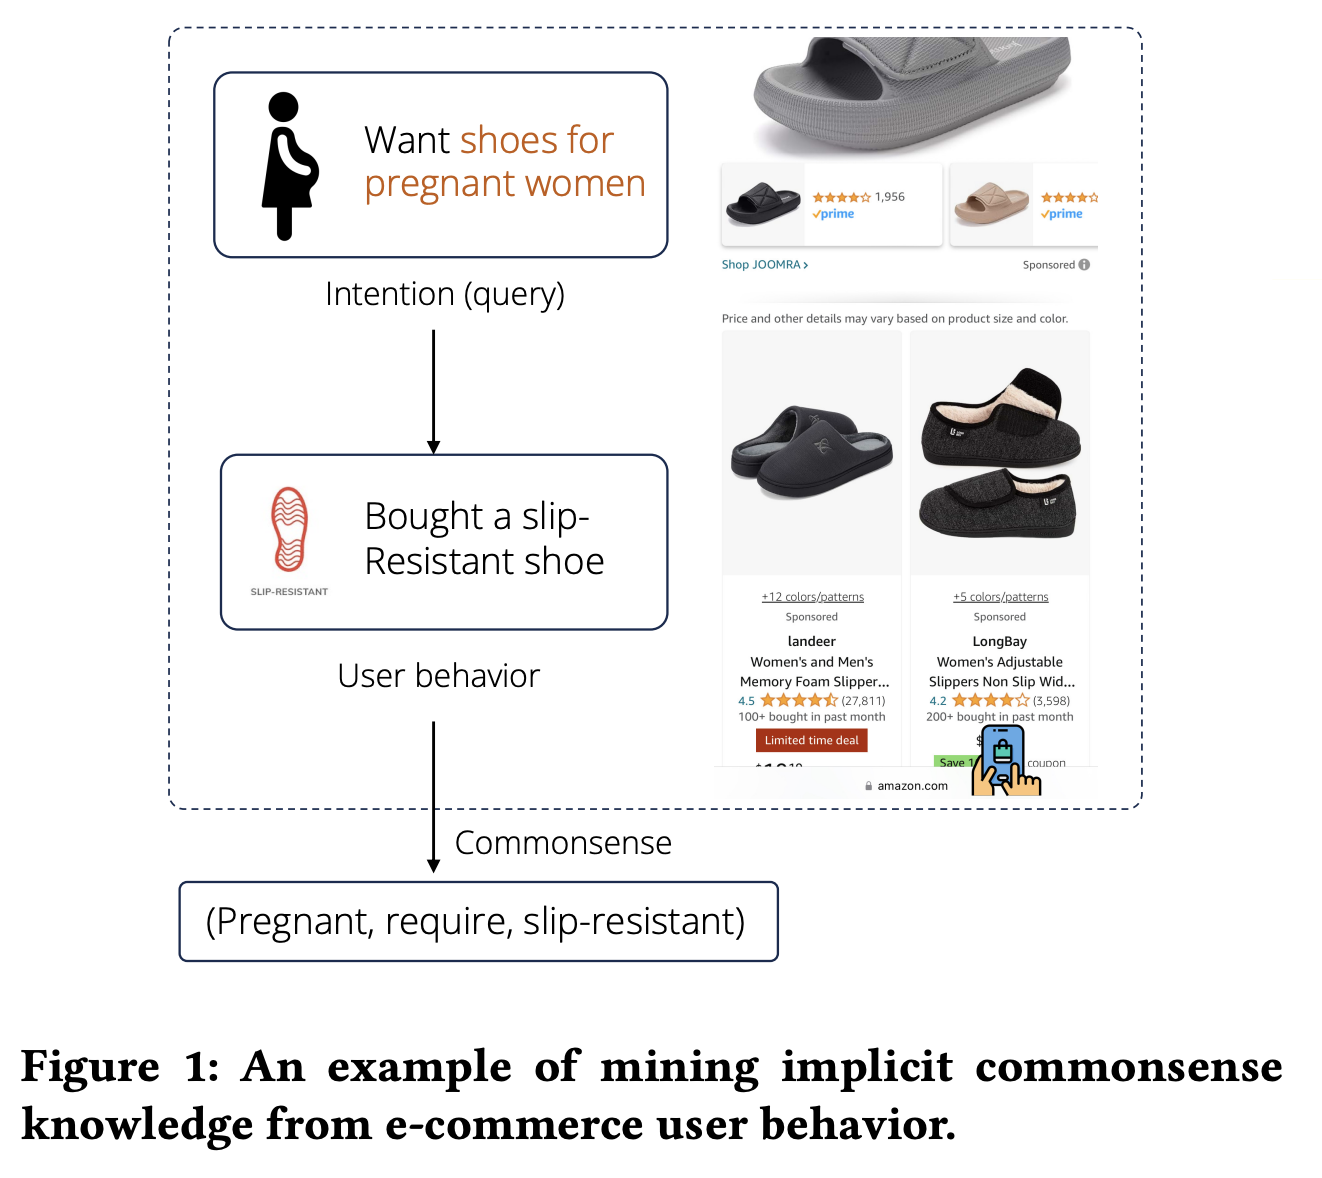 Want shoes for
pregnant women
Intention (query)
Bought a slip-
Resistant shoe
SLIP-RESISTANT
User behavior
Commonsense
(Pregnant, require, slip-resistant)
1,956
prime
prime
Shop JOOMRA ›
Sponsored
Price and other details may vary based on product size and color.
+12 colors/patterns
Sponsored
landeer
Women's and Men's
Memory Foam Slipper...
4.5 (27,811)
100+ bought in past month
Limited time deal
+5 colors/patterns
Sponsored
LongBay
Women's Adjustable
Slippers Non Slip Wid...
4.2 (3,598)
200+ bought in past month
$
Save coupon
amazon.com
Figure 1: An example of mining implicit commonsense
knowledge from e-commerce user behavior.